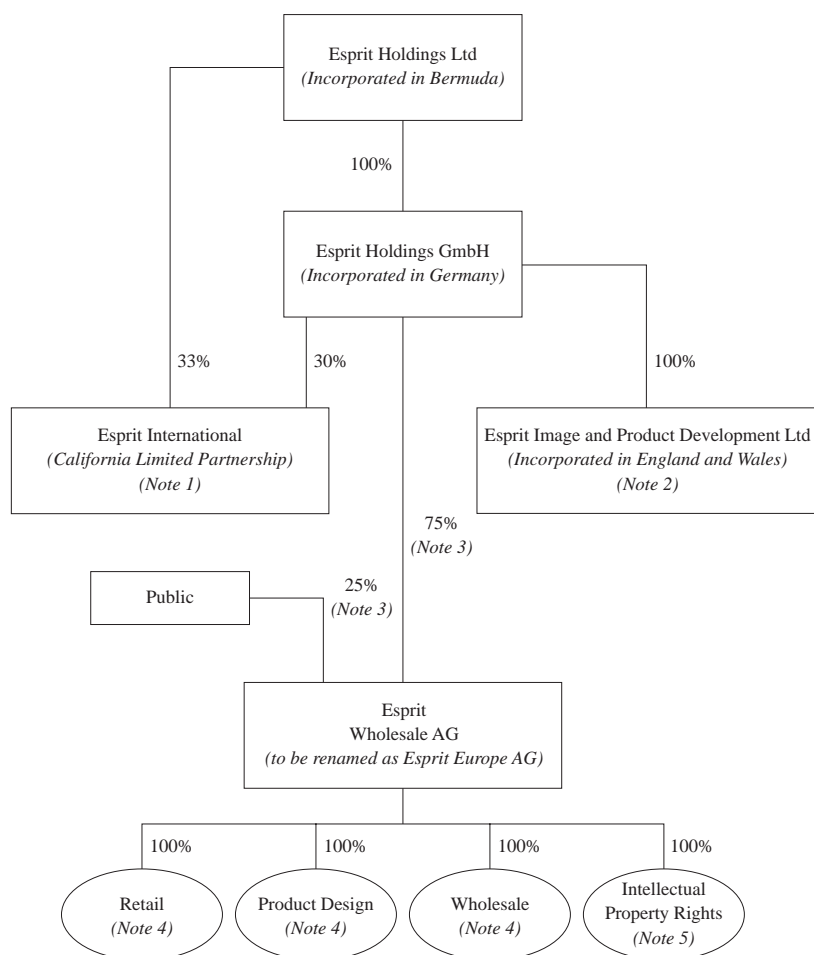 Esprit Holdings Ltd
(Incorporated in Bermuda)
100%
Esprit Holdings GmbH
(Incorporated in Germany)
33%
30%
100%
Esprit International
(California Limited Partnership)
(Note 1)
Esprit Image and Product Development Ltd
(Incorporated in England and Wales)
(Note 2)
75%
(Note 3)
Public
25%
(Note 3)
Esprit
Wholesale AG
(to be renamed as Esprit Europe AG)
100%
100%
100%
100%
Retail
(Note 4)
Product Design
(Note 4)
Wholesale
(Note 4)
Intellectual
Property Rights
(Note 5)